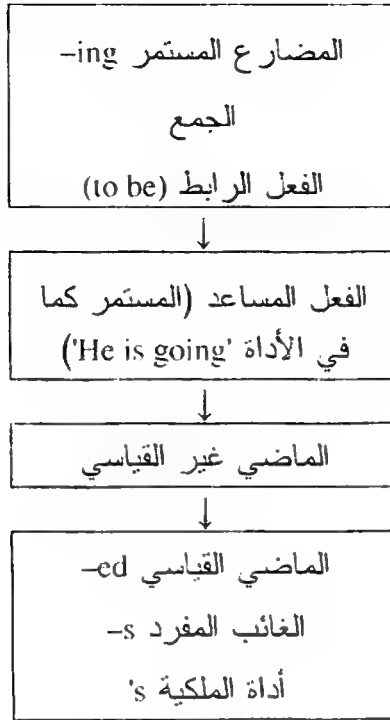 المضارع المستمر ing–
الجمع
الفعل الرابط (to be)
↓
الفعل المساعد (المستمر كما
في الأداة 'He is going')
↓
الماضي غير القياسي
↓
الماضي القياسي ed–
الغائب المفرد s–
أداة الملكية s'